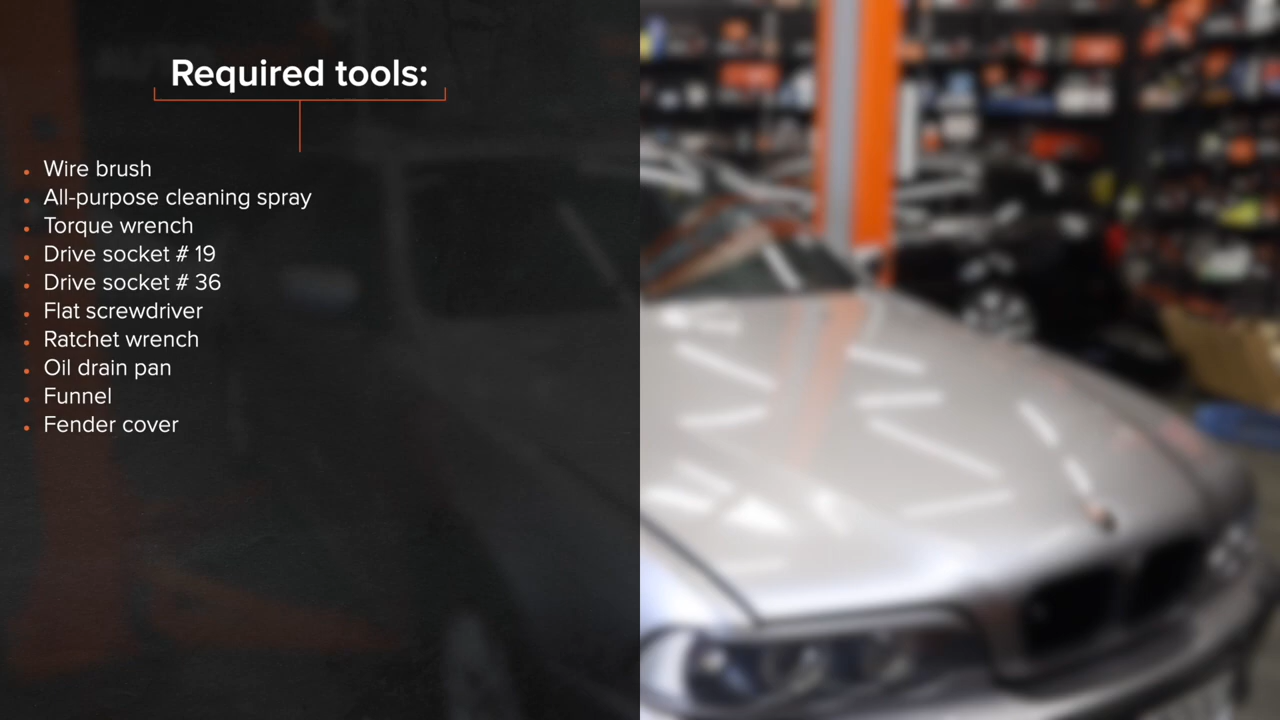 Required tools:
Wire brush
All-purpose cleaning spray
Torque wrench
Drive socket # 19
Drive socket # 36
Flat screwdriver
Ratchet wrench
Oil drain pan
Funnel
Fender cover